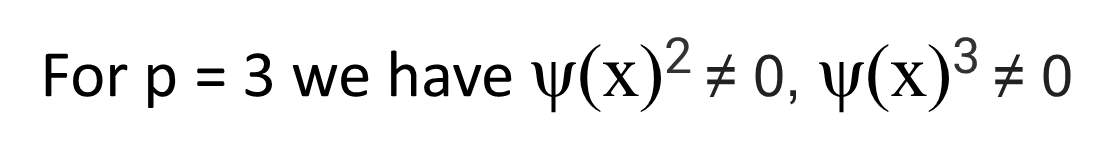 For p = 3 we have ψ(x)² ≠ 0, ψ(x)³ ≠ 0